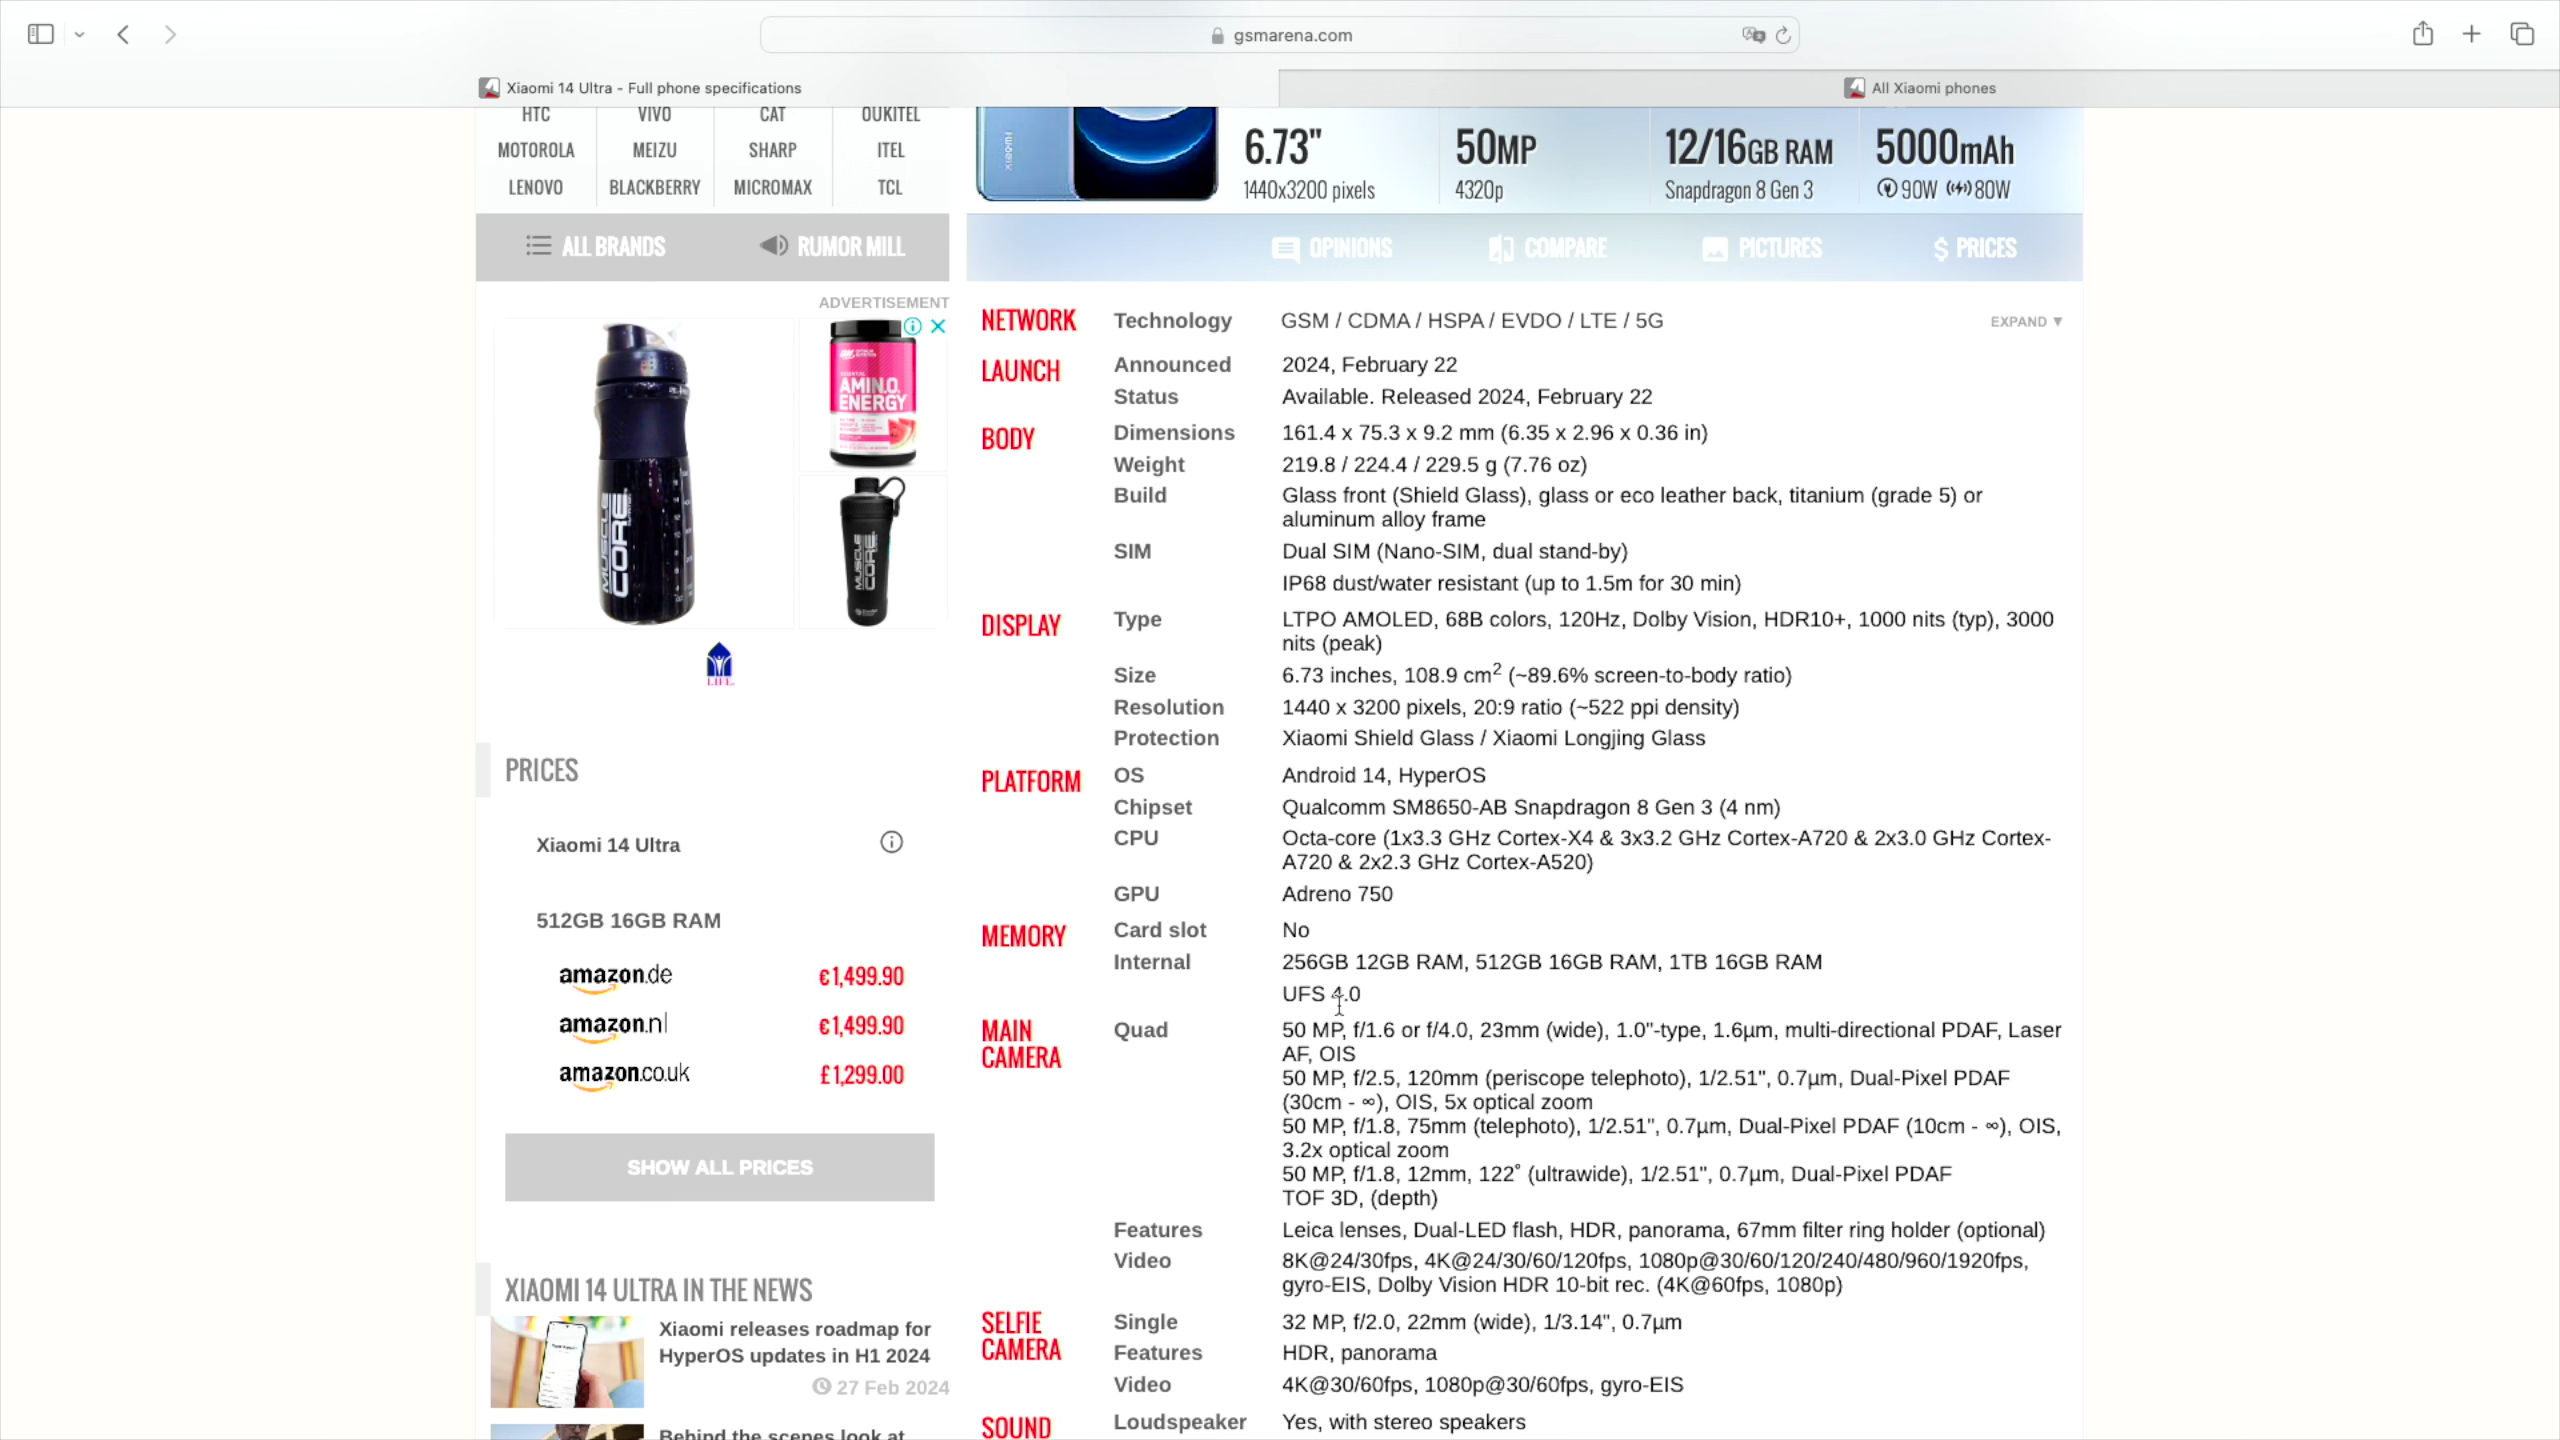 gsmarena.com
Xiaomi 14 Ultra - Full phone specifications
All Xiaomi phones
HTC VIVO CAT OUKITEL
MOTOROLA MEIZU SHARP ITEL
LENOVO BLACKBERRY MICROMAX TCL
ALL BRANDS RUMOR MILL
ADVERTISEMENT
AMIN.O.
ENERGY
MUSCLE
CORE
MUSCLE
CORE
LIFE
PRICES
Xiaomi 14 Ultra
512GB 16GB RAM
amazon.de €1,499.90
amazon.nl €1,499.90
amazon.co.uk £1,299.00
SHOW ALL PRICES
XIAOMI 14 ULTRA IN THE NEWS
Xiaomi releases roadmap for
HyperOS updates in H1 2024
27 Feb 2024
Behind the scenes look at
xiaomi
6.73"
1440x3200 pixels
50MP
4320p
12/16GB RAM
Snapdragon 8 Gen 3
5000mAh
90W 80W
OPINIONS COMPARE PICTURES $ PRICES
NETWORK Technology GSM / CDMA / HSPA / EVDO / LTE / 5G EXPAND ▼
LAUNCH Announced 2024, February 22
Status Available. Released 2024, February 22
BODY Dimensions 161.4 x 75.3 x 9.2 mm (6.35 x 2.96 x 0.36 in)
Weight 219.8 / 224.4 / 229.5 g (7.76 oz)
Build Glass front (Shield Glass), glass or eco leather back, titanium (grade 5) or
aluminum alloy frame
SIM Dual SIM (Nano-SIM, dual stand-by)
IP68 dust/water resistant (up to 1.5m for 30 min)
DISPLAY Type LTPO AMOLED, 68B colors, 120Hz, Dolby Vision, HDR10+, 1000 nits (typ), 3000
nits (peak)
Size 6.73 inches, 108.9 cm² (~89.6% screen-to-body ratio)
Resolution 1440 x 3200 pixels, 20:9 ratio (~522 ppi density)
Protection Xiaomi Shield Glass / Xiaomi Longjing Glass
PLATFORM OS Android 14, HyperOS
Chipset Qualcomm SM8650-AB Snapdragon 8 Gen 3 (4 nm)
CPU Octa-core (1x3.3 GHz Cortex-X4 & 3x3.2 GHz Cortex-A720 & 2x3.0 GHz Cortex-
A720 & 2x2.3 GHz Cortex-A520)
GPU Adreno 750
MEMORY Card slot No
Internal 256GB 12GB RAM, 512GB 16GB RAM, 1TB 16GB RAM
UFS 4.0
MAIN CAMERA Quad 50 MP, f/1.6 or f/4.0, 23mm (wide), 1.0"-type, 1.6µm, multi-directional PDAF, Laser
AF, OIS
50 MP, f/2.5, 120mm (periscope telephoto), 1/2.51", 0.7µm, Dual-Pixel PDAF
(30cm - ∞), OIS, 5x optical zoom
50 MP, f/1.8, 75mm (telephoto), 1/2.51", 0.7µm, Dual-Pixel PDAF (10cm - ∞), OIS,
3.2x optical zoom
50 MP, f/1.8, 12mm, 122˚ (ultrawide), 1/2.51", 0.7µm, Dual-Pixel PDAF
TOF 3D, (depth)
Features Leica lenses, Dual-LED flash, HDR, panorama, 67mm filter ring holder (optional)
Video 8K@24/30fps, 4K@24/30/60/120fps, 1080p@30/60/120/240/480/960/1920fps,
gyro-EIS, Dolby Vision HDR 10-bit rec. (4K@60fps, 1080p)
SELFIE CAMERA Single 32 MP, f/2.0, 22mm (wide), 1/3.14", 0.7µm
Features HDR, panorama
Video 4K@30/60fps, 1080p@30/60fps, gyro-EIS
SOUND Loudspeaker Yes, with stereo speakers